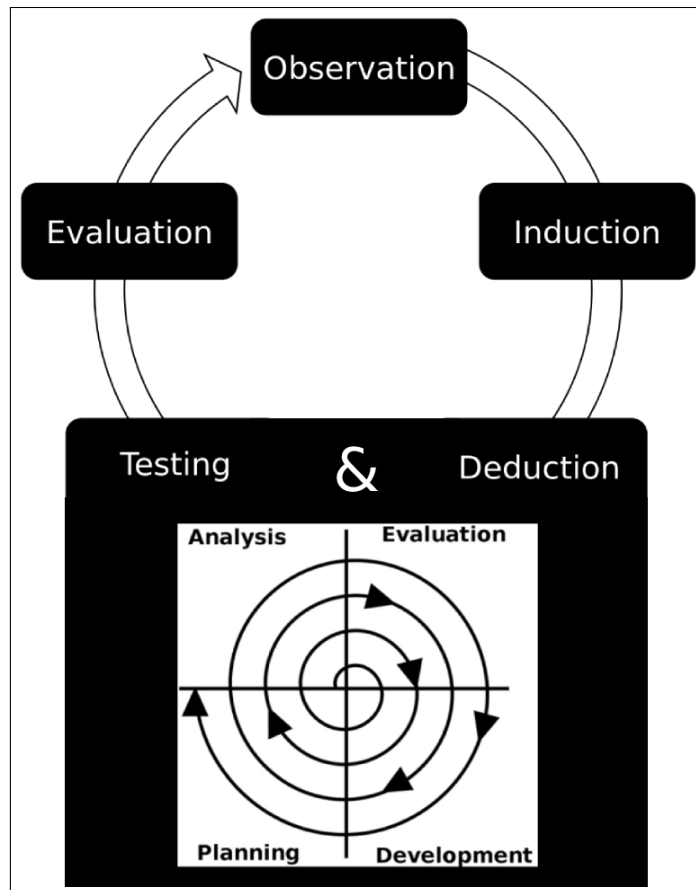 Observation
Evaluation
Induction
Testing & Deduction
Analysis
Evaluation
Planning
Development